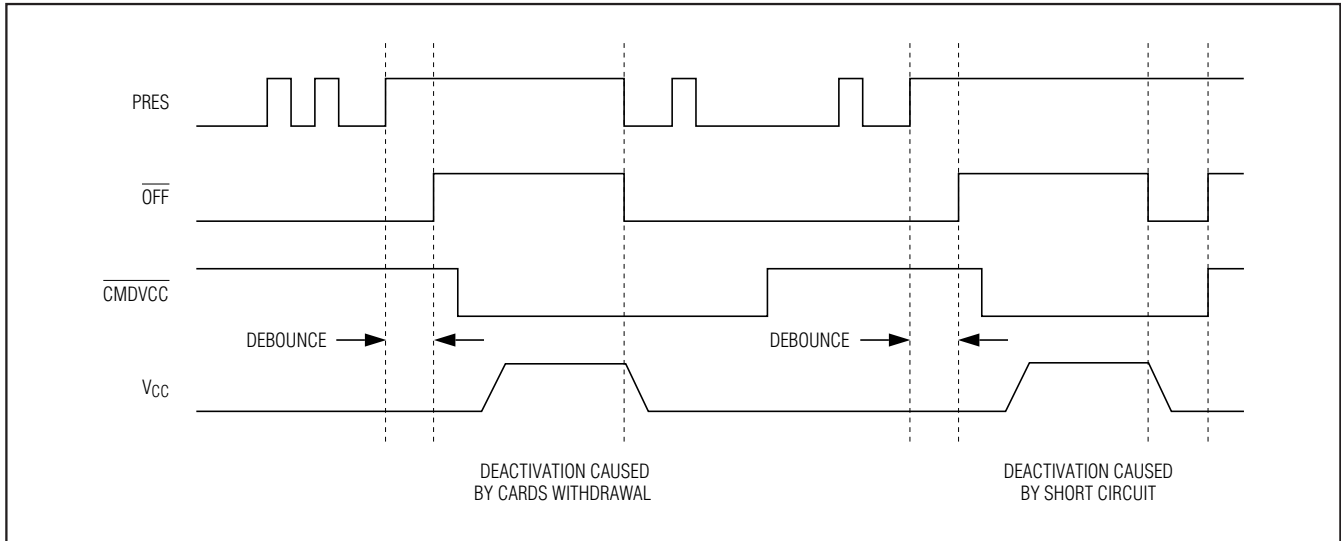 PRES
OFF
CMDVCC
DEBOUNCE
DEBOUNCE
VCC
DEACTIVATION CAUSED
BY CARDS WITHDRAWAL
DEACTIVATION CAUSED
BY SHORT CIRCUIT